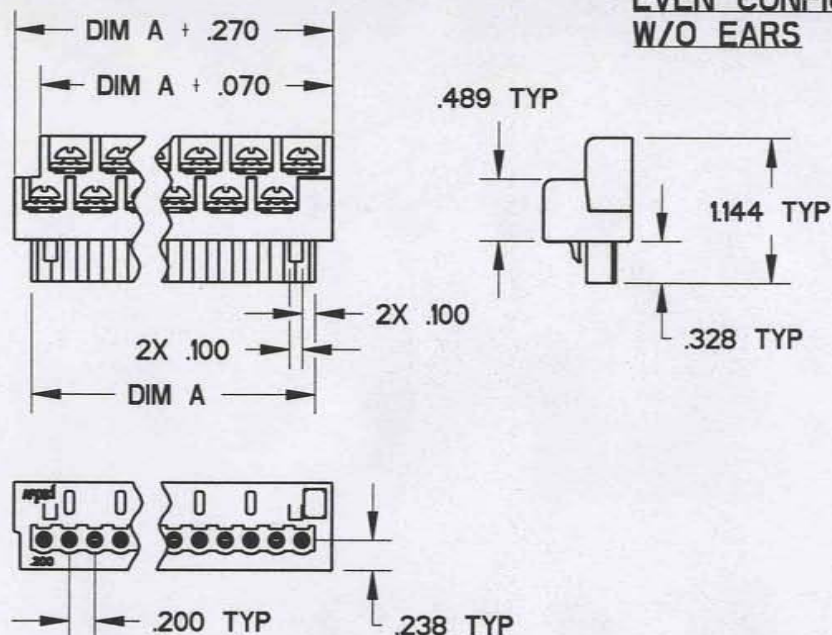 EVEN CONFIG
W/O EARS
DIM A + .270
DIM A + .070
.489 TYP
1.144 TYP
.328 TYP
2X .100
2X .100
DIM A
.200
.200 TYP
.238 TYP